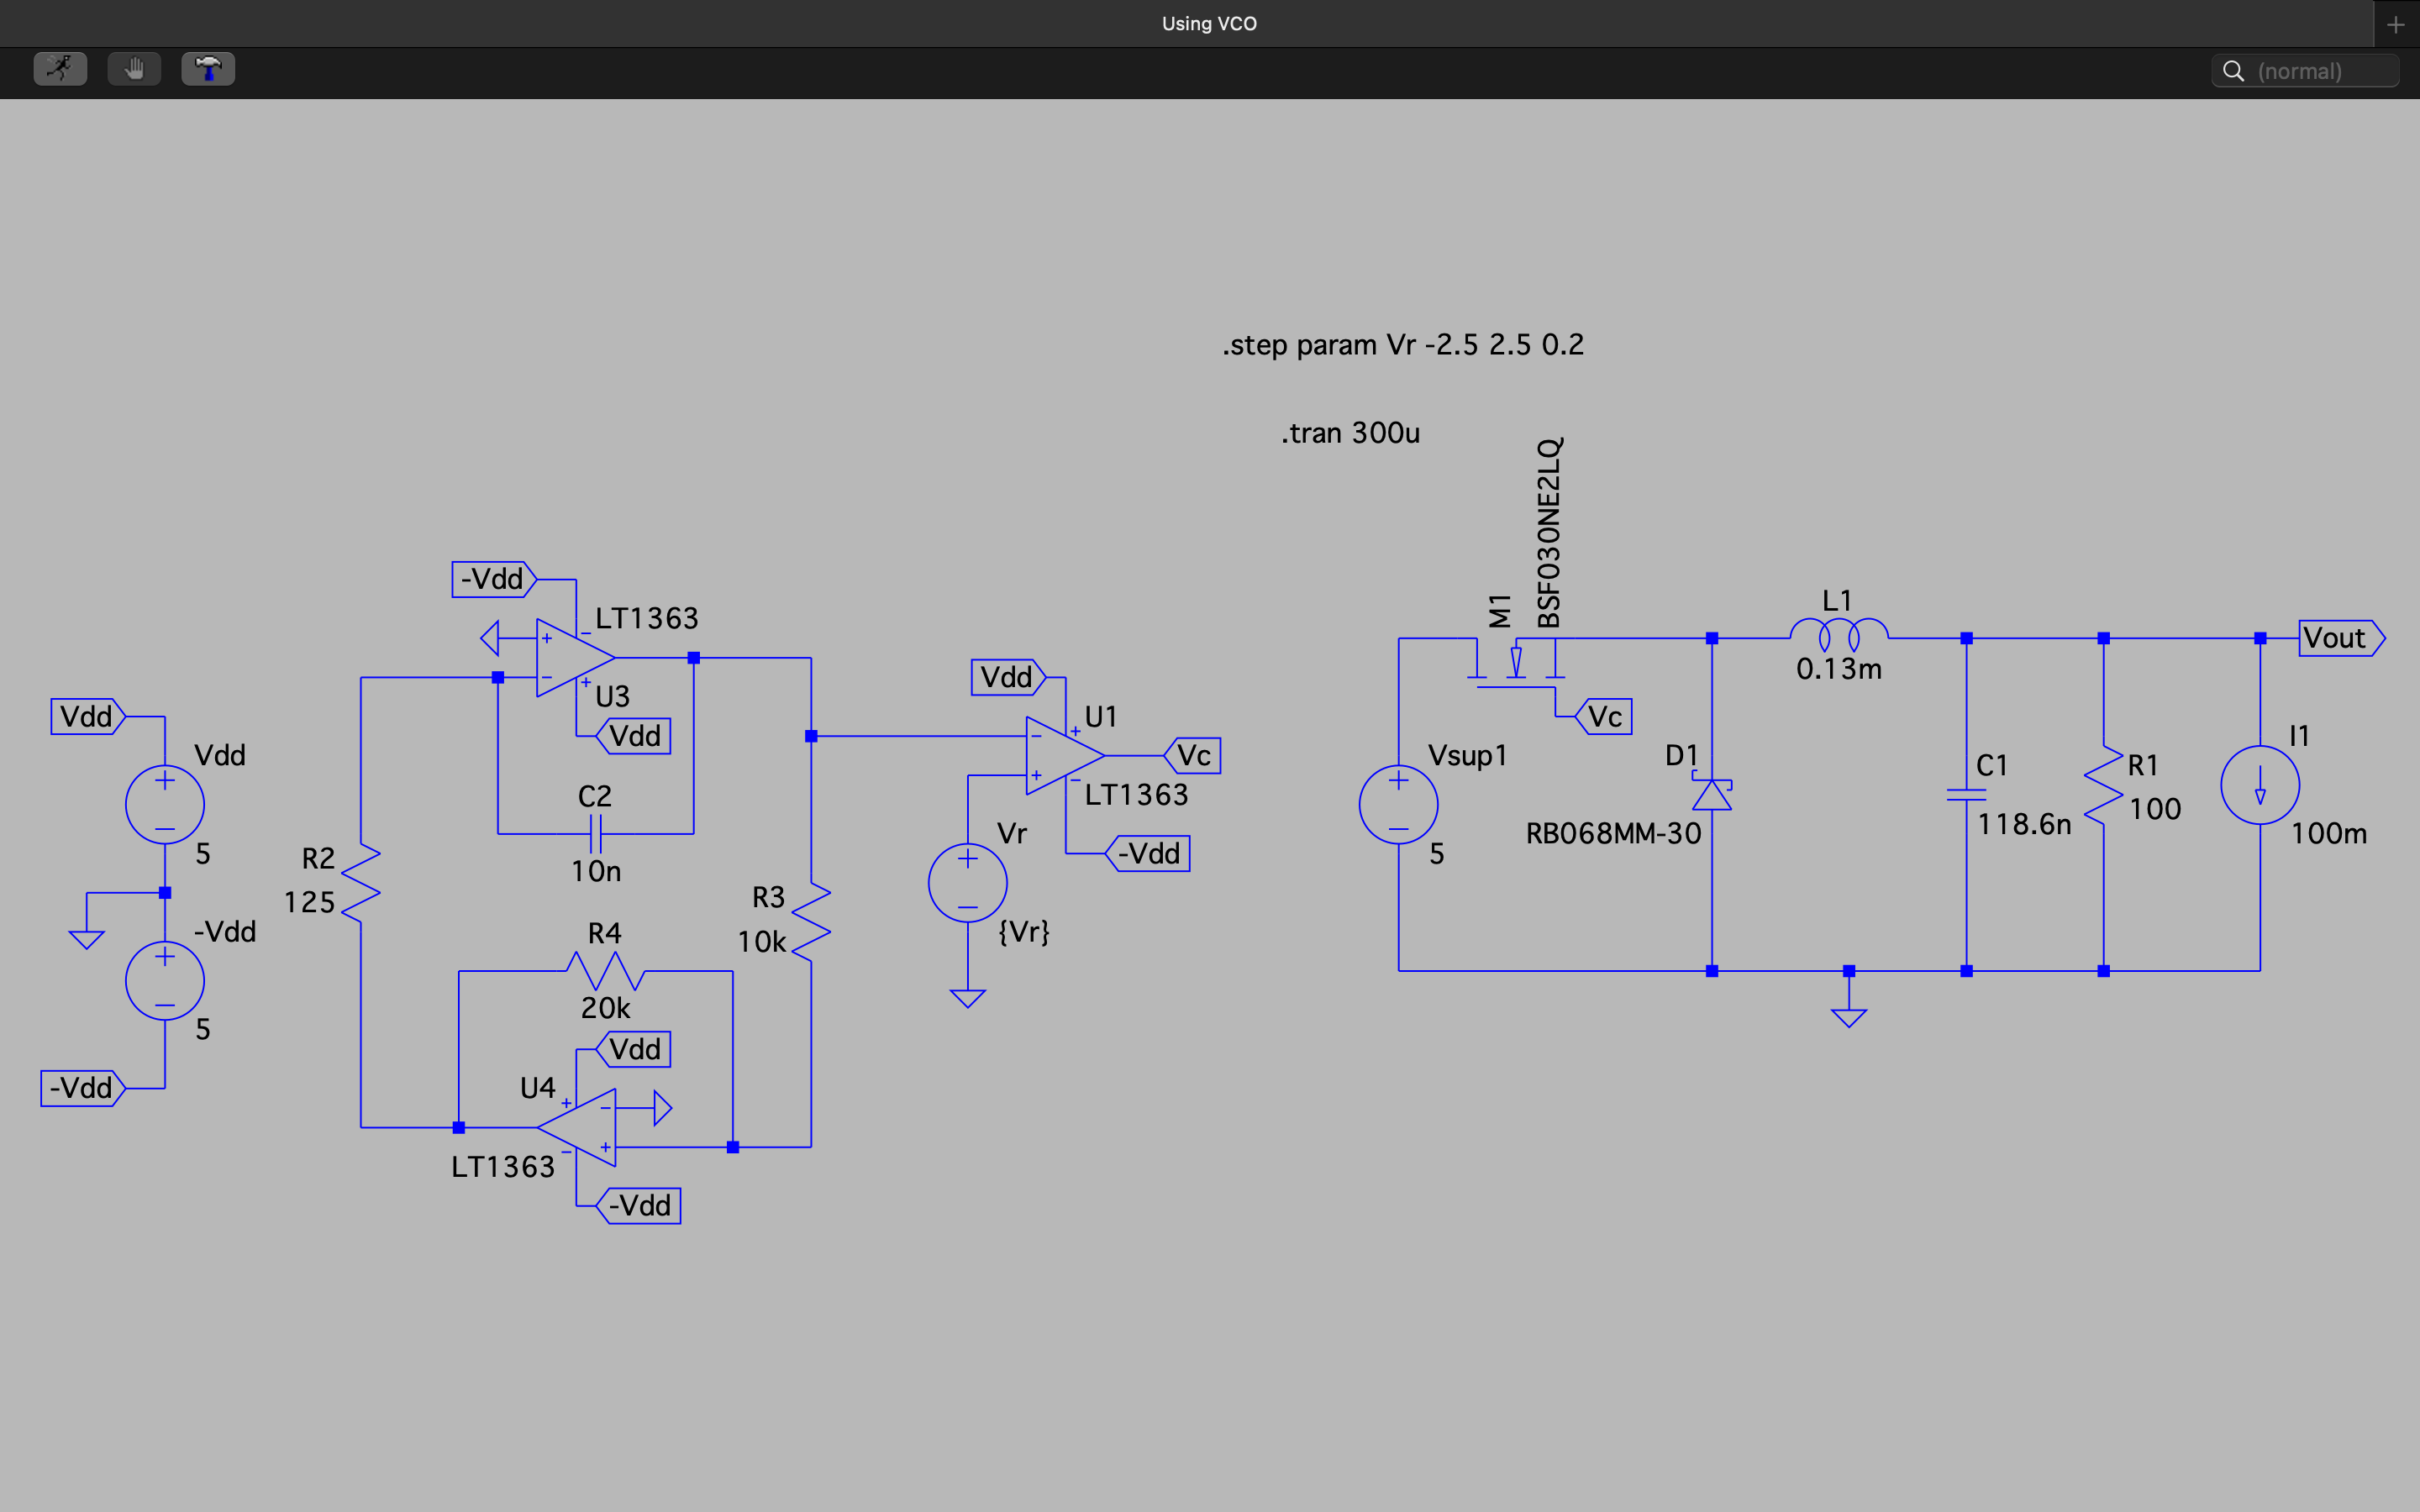 Using VCO
(normal)
.step param Vr -2.5 2.5 0.2
.tran 300u
BSF030NE2LQ
M1
-Vdd
LT1363
U3
Vdd
C2
10n
Vdd
Vdd
5
-Vdd
5
-Vdd
R2
125
R4
20k
R3
10k
Vdd
U4
LT1363
-Vdd
Vdd
U1
Vc
LT1363
-Vdd
Vr
{Vr}
Vc
Vsup1
5
D1
RB068MM-30
L1
0.13m
Vout
C1
118.6n
R1
100
I1
100m